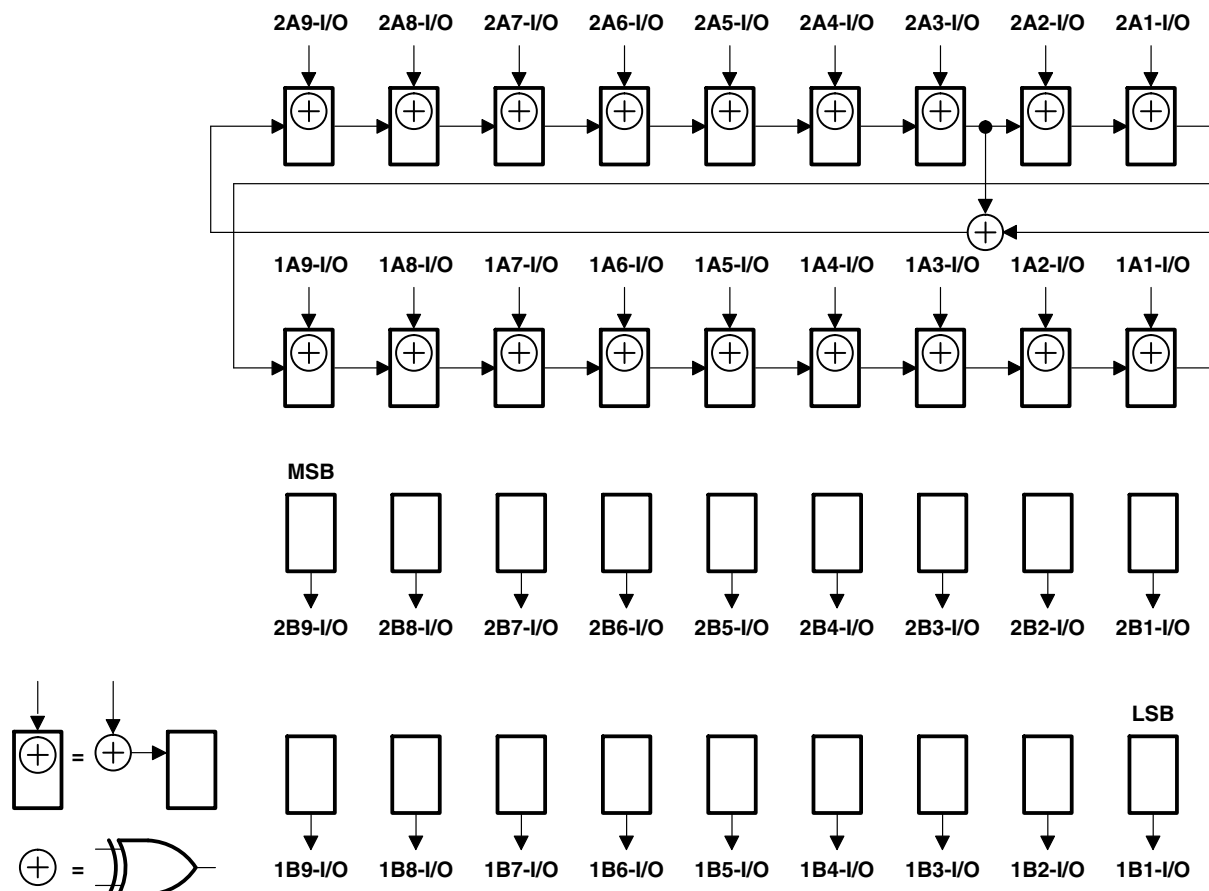 2A9-I/O 2A8-I/O 2A7-I/O 2A6-I/O 2A5-I/O 2A4-I/O 2A3-I/O 2A2-I/O 2A1-I/O
1A9-I/O 1A8-I/O 1A7-I/O 1A6-I/O 1A5-I/O 1A4-I/O 1A3-I/O 1A2-I/O 1A1-I/O
MSB
2B9-I/O 2B8-I/O 2B7-I/O 2B6-I/O 2B5-I/O 2B4-I/O 2B3-I/O 2B2-I/O 2B1-I/O
LSB
=
=
1B9-I/O 1B8-I/O 1B7-I/O 1B6-I/O 1B5-I/O 1B4-I/O 1B3-I/O 1B2-I/O 1B1-I/O